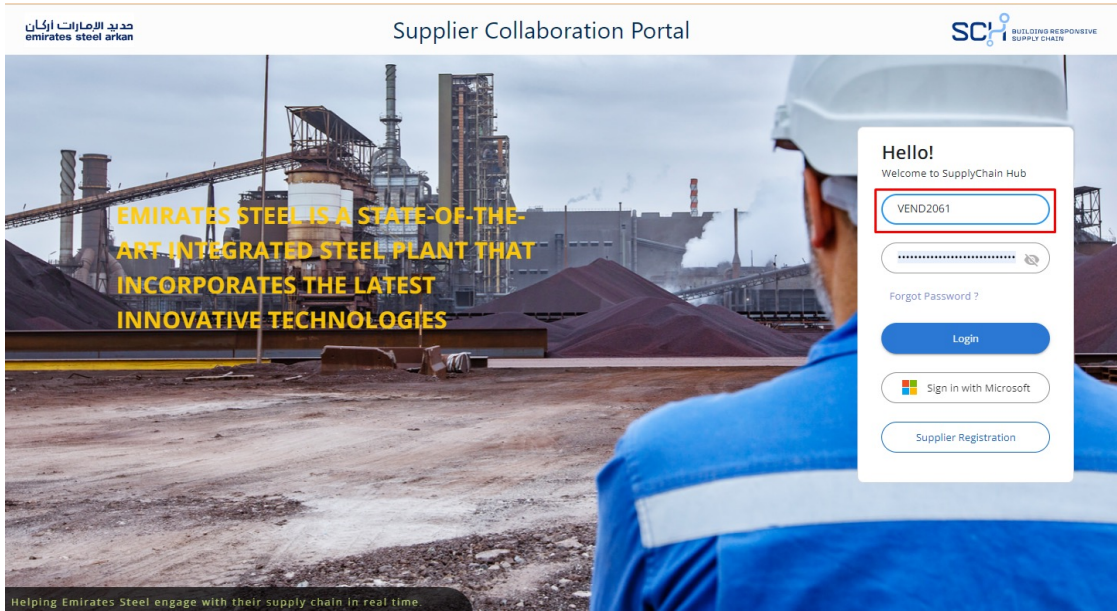 حديد الإمارات أركان
emirates steel arkan
Supplier Collaboration Portal
SCH
BUILDING RESPONSIVE
SUPPLY CHAIN
EMIRATES STEEL IS A STATE-OF-THE-
ART INTEGRATED STEEL PLANT THAT
INCORPORATES THE LATEST
INNOVATIVE TECHNOLOGIES
Hello!
Welcome to SupplyChain Hub
VEND2061
Forgot Password ?
Login
Sign in with Microsoft
Supplier Registration
Helping Emirates Steel engage with their supply chain in real time.